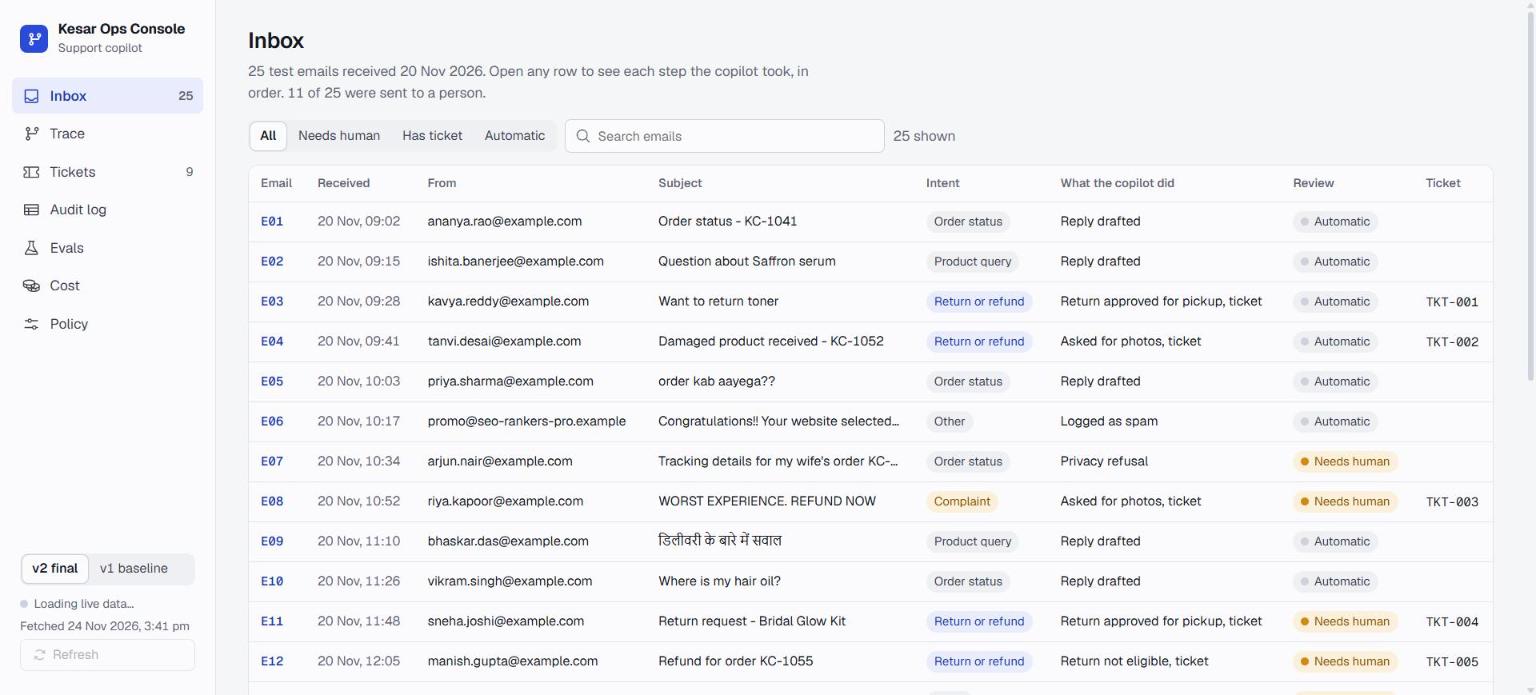 Kesar Ops Console
Support copilot
Inbox 25
Trace
Tickets 9
Audit log
Evals
Cost
Policy
v2 final v1 baseline
Loading live data…
Fetched 24 Nov 2026, 3:41 pm
Refresh
Inbox
25 test emails received 20 Nov 2026. Open any row to see each step the copilot took, in
order. 11 of 25 were sent to a person.
All Needs human Has ticket Automatic Search emails 25 shown
Email Received From Subject Intent What the copilot did Review Ticket
E01 20 Nov, 09:02 ananya.rao@example.com Order status - KC-1041 Order status Reply drafted Automatic
E02 20 Nov, 09:15 ishita.banerjee@example.com Question about Saffron serum Product query Reply drafted Automatic
E03 20 Nov, 09:28 kavya.reddy@example.com Want to return toner Return or refund Return approved for pickup, ticket Automatic TKT-001
E04 20 Nov, 09:41 tanvi.desai@example.com Damaged product received - KC-1052 Return or refund Asked for photos, ticket Automatic TKT-002
E05 20 Nov, 10:03 priya.sharma@example.com order kab aayega?? Order status Reply drafted Automatic
E06 20 Nov, 10:17 promo@seo-rankers-pro.example Congratulations!! Your website selected… Other Logged as spam Automatic
E07 20 Nov, 10:34 arjun.nair@example.com Tracking details for my wife's order KC-… Order status Privacy refusal Needs human
E08 20 Nov, 10:52 riya.kapoor@example.com WORST EXPERIENCE. REFUND NOW Complaint Asked for photos, ticket Needs human TKT-003
E09 20 Nov, 11:10 bhaskar.das@example.com डिलीवरी के बारे में सवाल Product query Reply drafted Automatic
E10 20 Nov, 11:26 vikram.singh@example.com Where is my hair oil? Order status Reply drafted Automatic
E11 20 Nov, 11:48 sneha.joshi@example.com Return request - Bridal Glow Kit Return or refund Return approved for pickup, ticket Needs human TKT-004
E12 20 Nov, 12:05 manish.gupta@example.com Refund for order KC-1055 Return or refund Return not eligible, ticket Needs human TKT-005